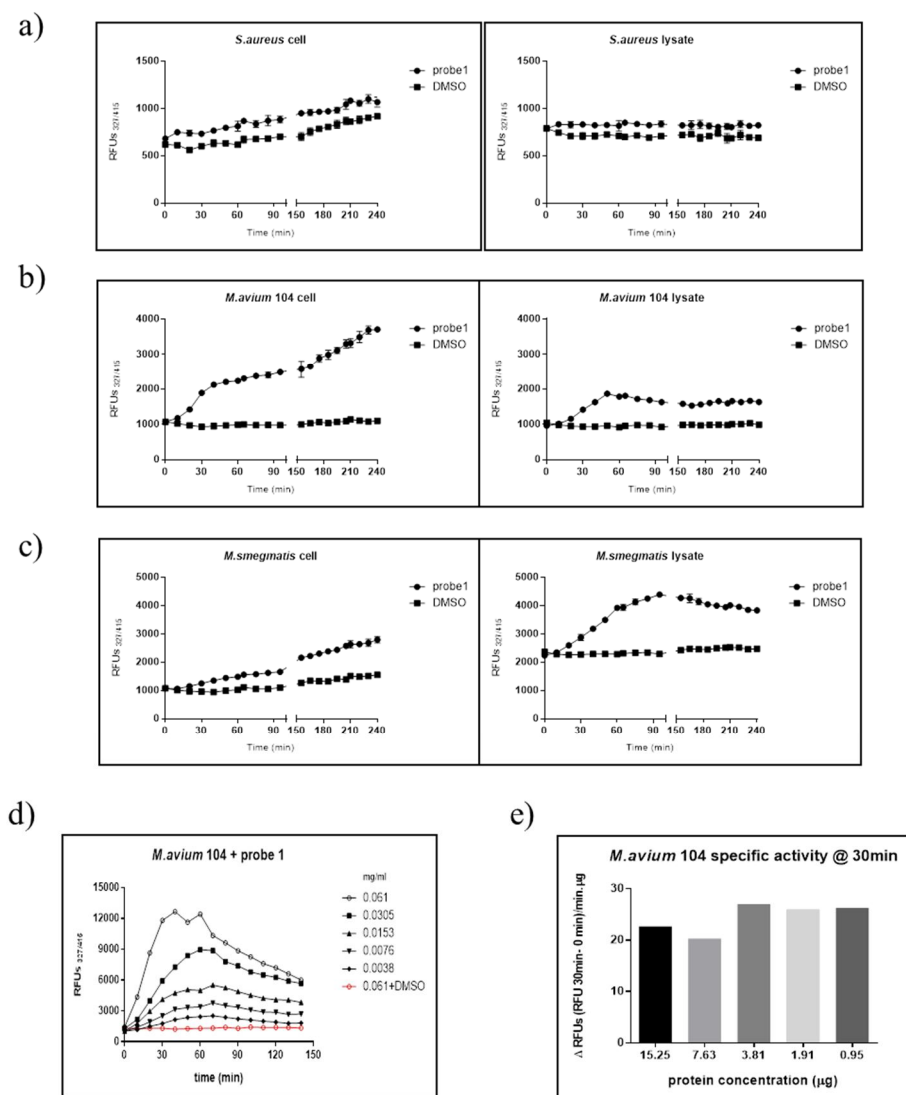 a)
S.aureus cell
1500
1000
500
0
RFUs 327/415
0 30 60 90 150 180 210 240
Time (min)
probe1
DMSO
S.aureus lysate
1500
1000
500
0
RFUs 327/415
0 30 60 90 150 180 210 240
Time (min)
probe1
DMSO
b)
M.avium 104 cell
4000
3000
2000
1000
0
RFUs 327/415
0 30 60 90 150 180 210 240
Time (min)
probe1
DMSO
M.avium 104 lysate
4000
3000
2000
1000
0
RFUs 327/415
0 30 60 90 150 180 210 240
Time (min)
probe1
DMSO
c)
M.smegmatis cell
5000
4000
3000
2000
1000
0
RFUs 327/415
0 30 60 90 150 180 210 240
Time (min)
probe1
DMSO
M.smegmatis lysate
5000
4000
3000
2000
1000
0
RFUs 327/415
0 30 60 90 150 180 210 240
Time (min)
probe1
DMSO
d)
M.avium 104 + probe 1
15000
12000
9000
6000
3000
0
RFUs 327/416
0 30 60 90 120 150
time (min)
mg/ml
0.061
0.0305
0.0153
0.0076
0.0038
0.061+DMSO
e)
M.avium 104 specific activity @ 30min
30
20
10
0
Δ RFUs (RFU 30min- 0 min)/min.µg
15.25 7.63 3.81 1.91 0.95
protein concentration (µg)